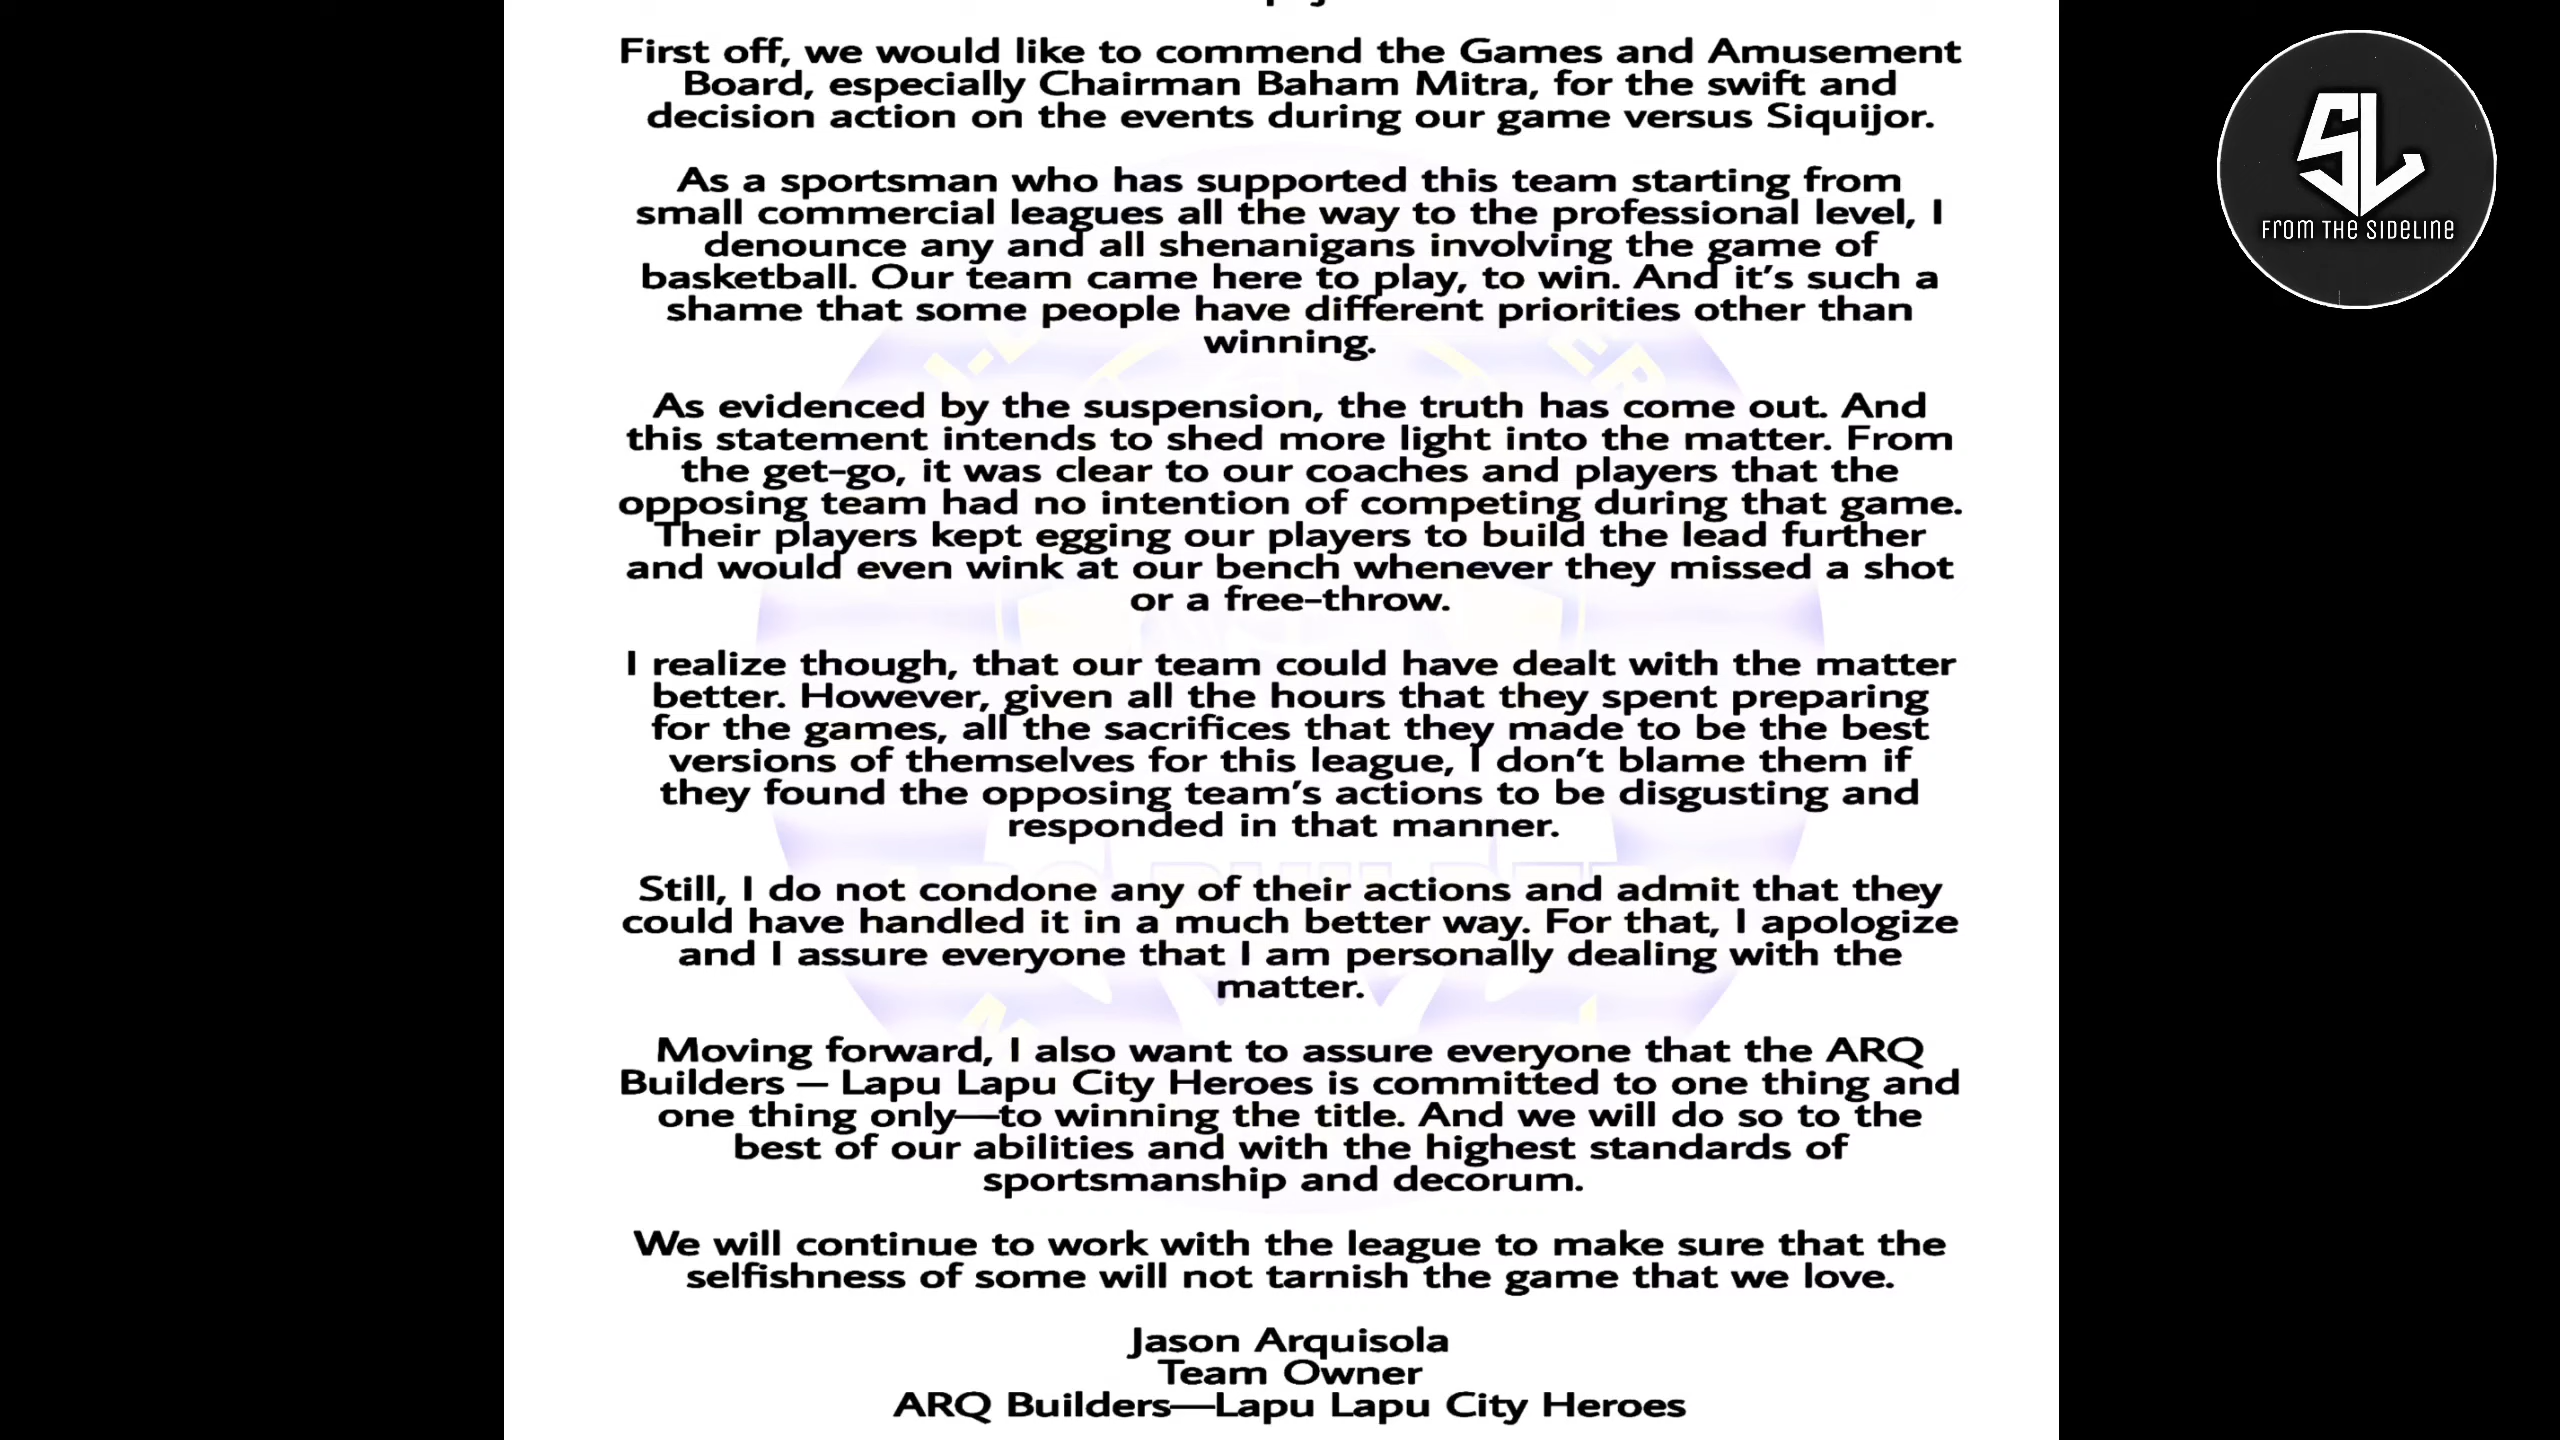 First off, we would like to commend the Games and Amusement
Board, especially Chairman Baham Mitra, for the swift and
decision action on the events during our game versus Siquijor.
As a sportsman who has supported this team starting from
small commercial leagues all the way to the professional level, I
denounce any and all shenanigans involving the game of
basketball. Our team came here to play, to win. And it's such a
shame that some people have different priorities other than
winning.
As evidenced by the suspension, the truth has come out. And
this statement intends to shed more light into the matter. From
the get-go, it was clear to our coaches and players that the
opposing team had no intention of competing during that game.
Their players kept egging our players to build the lead further
and would even wink at our bench whenever they missed a shot
or a free-throw.
I realize though, that our team could have dealt with the matter
better. However, given all the hours that they spent preparing
for the games, all the sacrifices that they made to be the best
versions of themselves for this league, I don't blame them if
they found the opposing team's actions to be disgusting and
responded in that manner.
Still, I do not condone any of their actions and admit that they
could have handled it in a much better way. For that, I apologize
and I assure everyone that I am personally dealing with the
matter.
Moving forward, I also want to assure everyone that the ARQ
Builders – Lapu Lapu City Heroes is committed to one thing and
one thing only—to winning the title. And we will do so to the
best of our abilities and with the highest standards of
sportsmanship and decorum.
We will continue to work with the league to make sure that the
selfishness of some will not tarnish the game that we love.
Jason Arquisola
Team Owner
ARQ Builders—Lapu Lapu City Heroes
SL
FROM THE SIDELINE